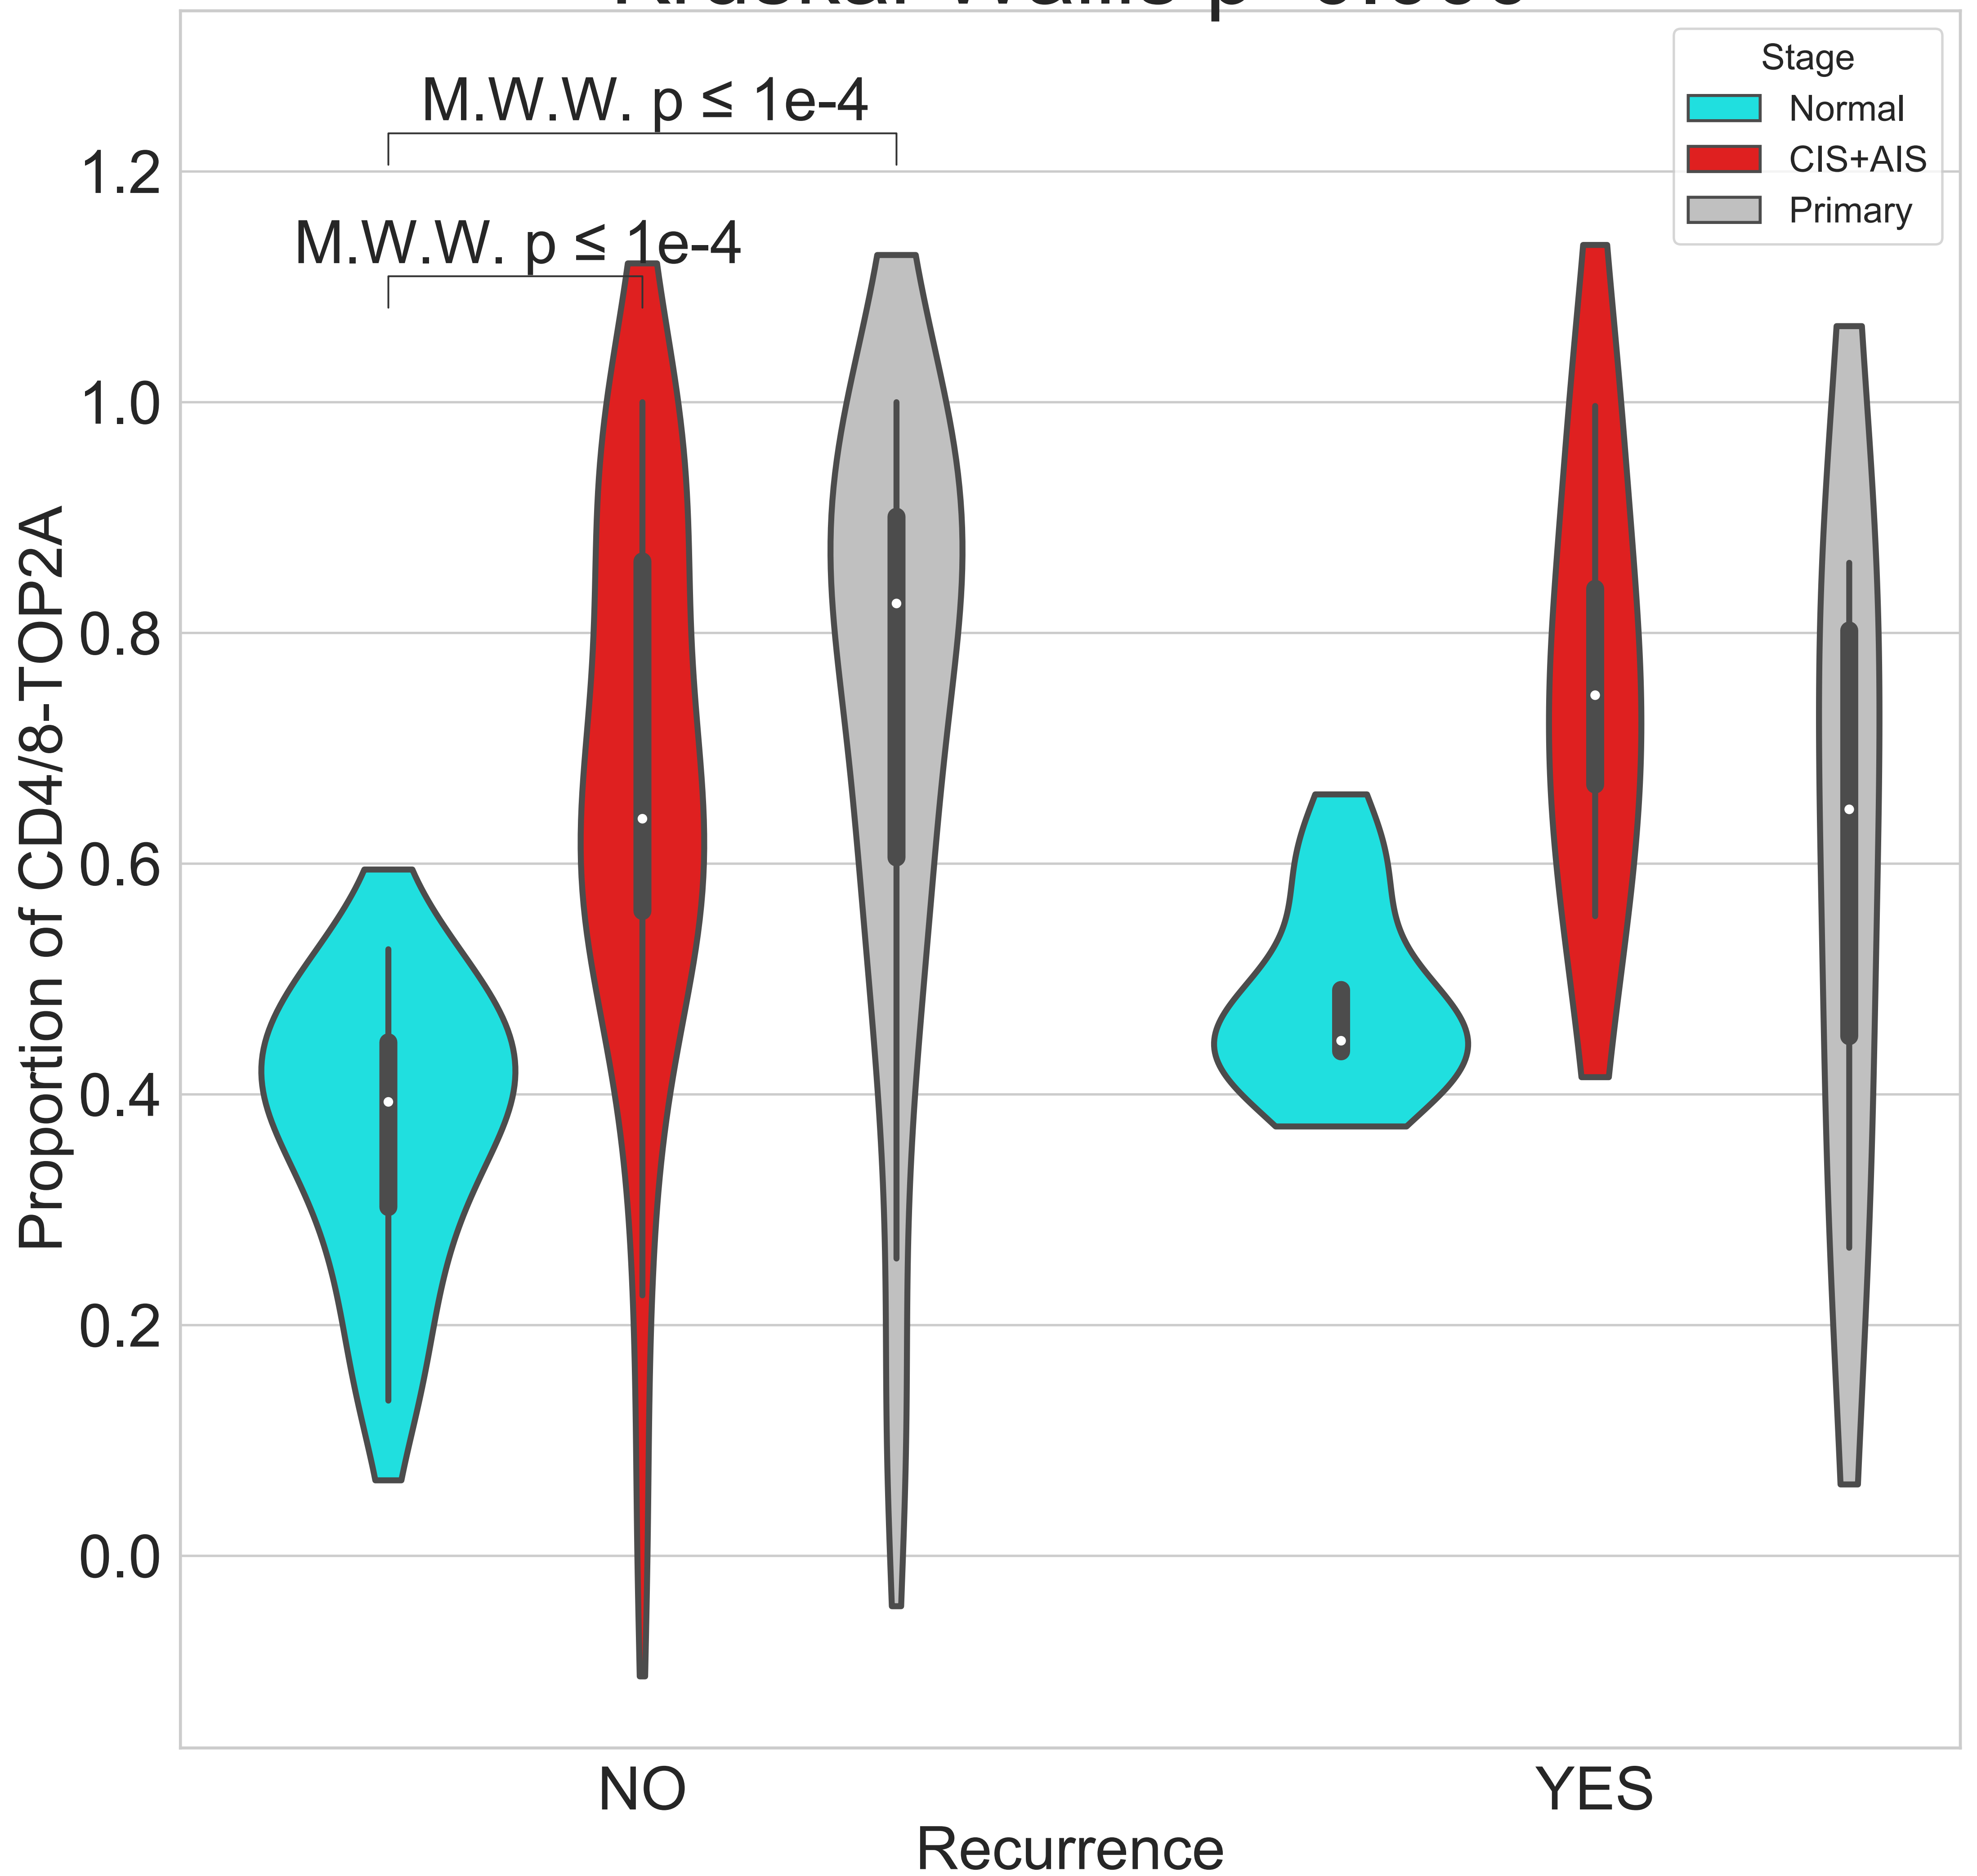 Stage
Normal
CIS+AIS
Primary
M.W.W. p ≤ 1e-4
M.W.W. p ≤ 1e-4
1.2
1.0
0.8
0.6
0.4
0.2
0.0
Proportion of CD4/8-TOP2A
NO
YES
Recurrence